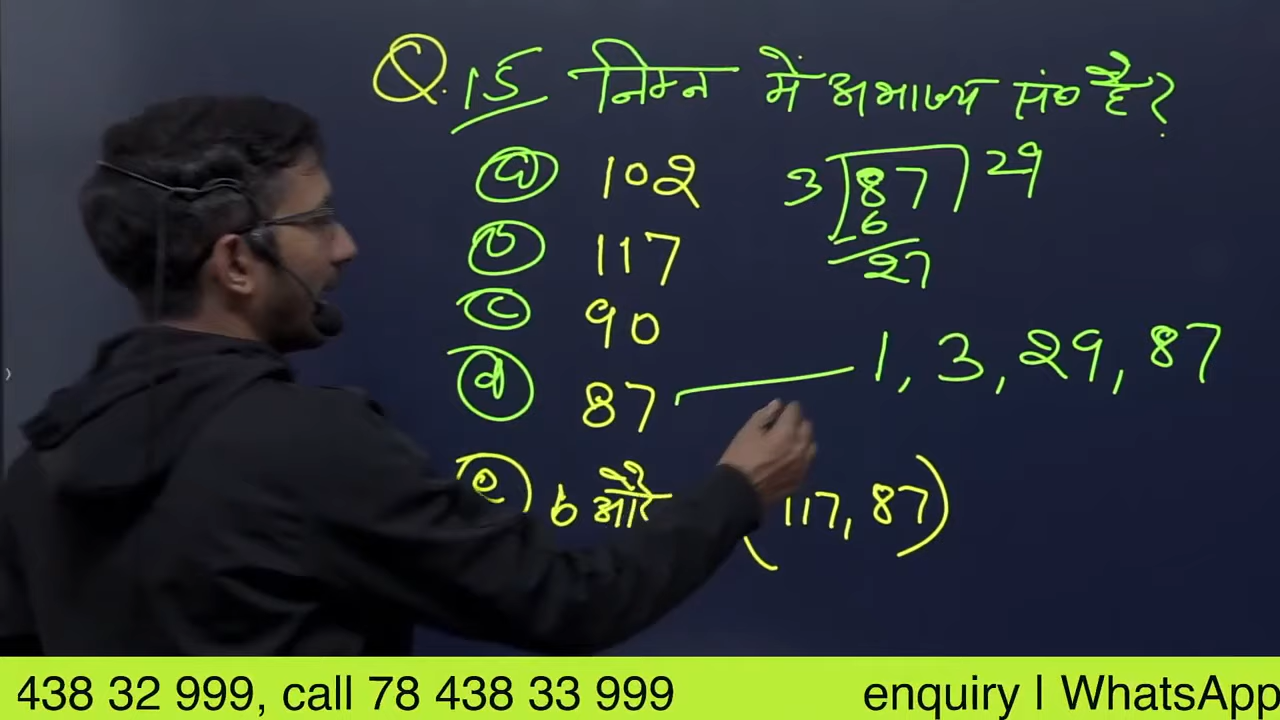 Q.15 निम्न में अभाज्य सं० है?
a 102
b 117
c 90
d 87
e b और
(117, 87)
3 87 29
6
27
1, 3, 29, 87
438 32 999, call 78 438 33 999
enquiry I WhatsApp